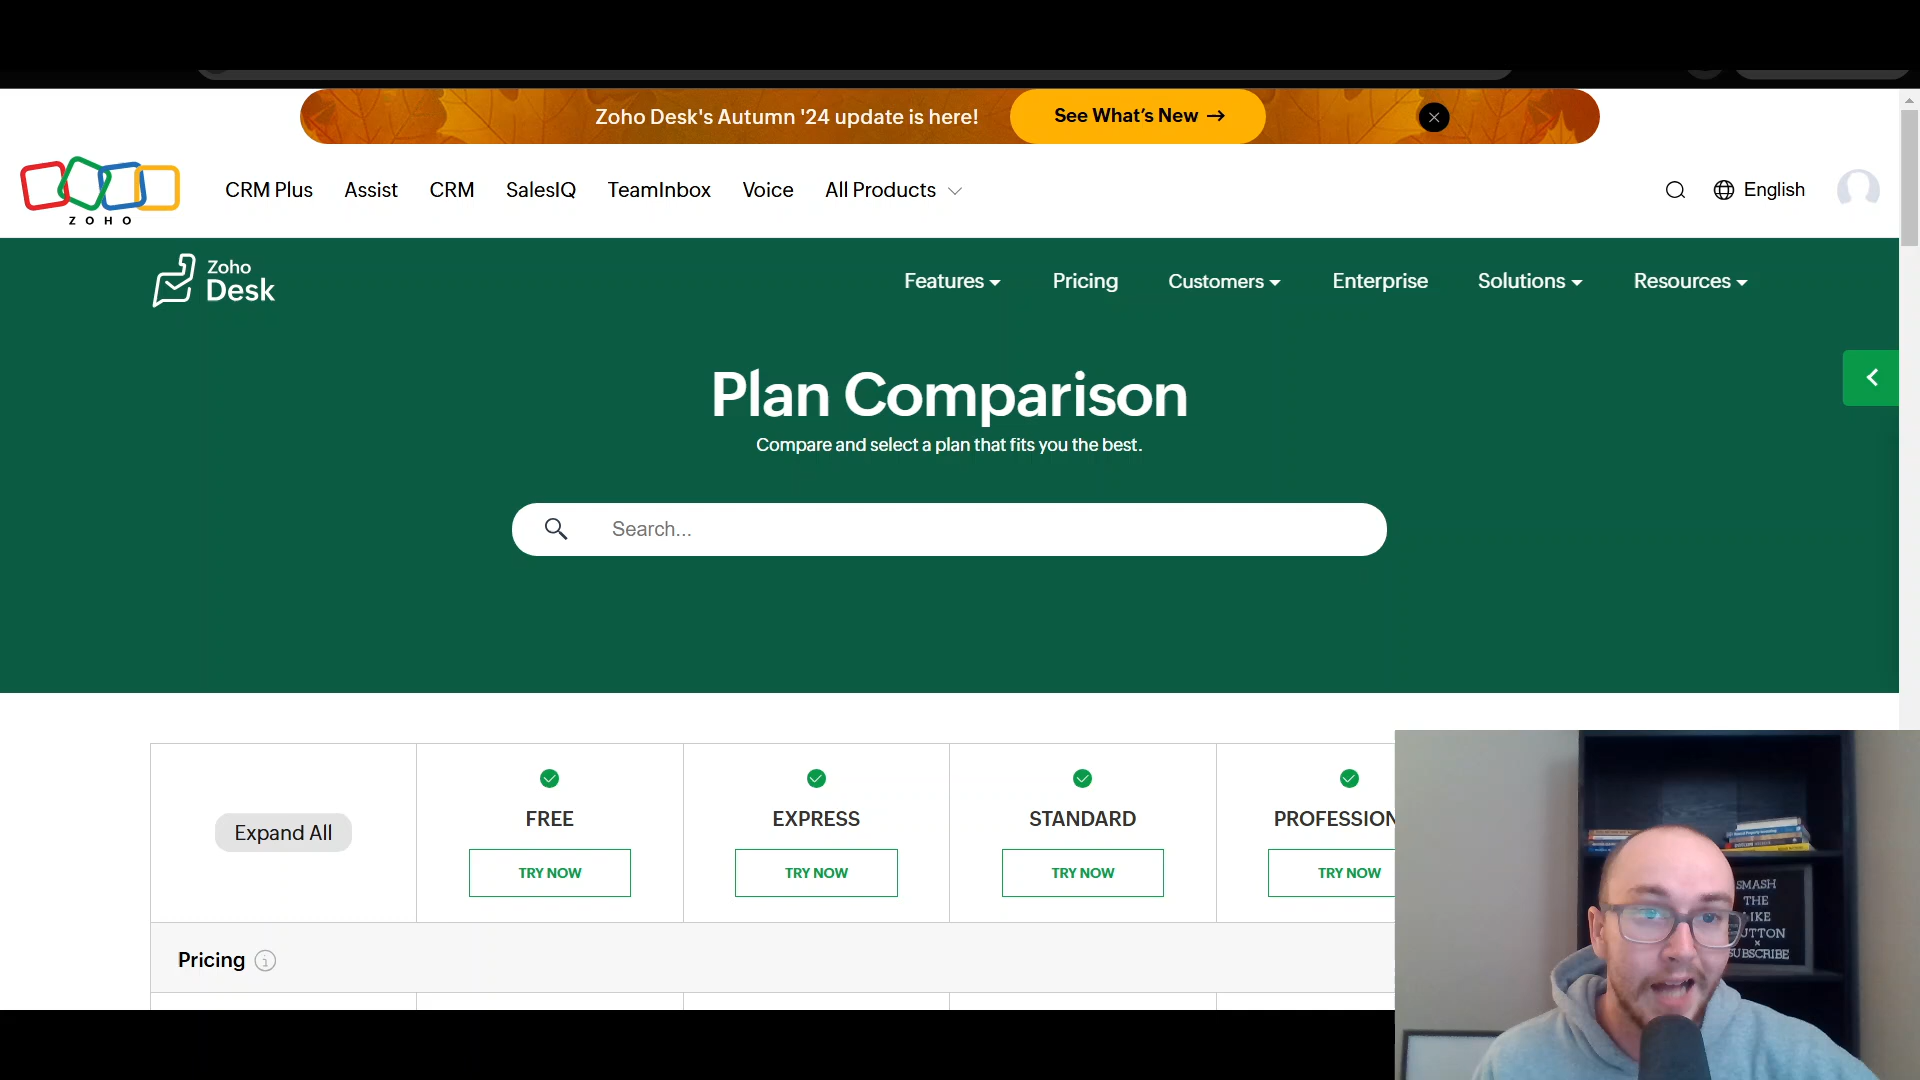 Zoho Desk's Autumn '24 update is here! See What's New →
ZOHO
CRM Plus Assist CRM SalesIQ TeamInbox Voice All Products
English
Zoho
Desk
Features Pricing Customers Enterprise Solutions Resources
Plan Comparison
Compare and select a plan that fits you the best.
Search...
Expand All
FREE EXPRESS STANDARD PROFESSION
TRY NOW TRY NOW TRY NOW TRY NOW
Pricing
SMASH
THE
LIKE
BUTTON
×
SUBSCRIBE